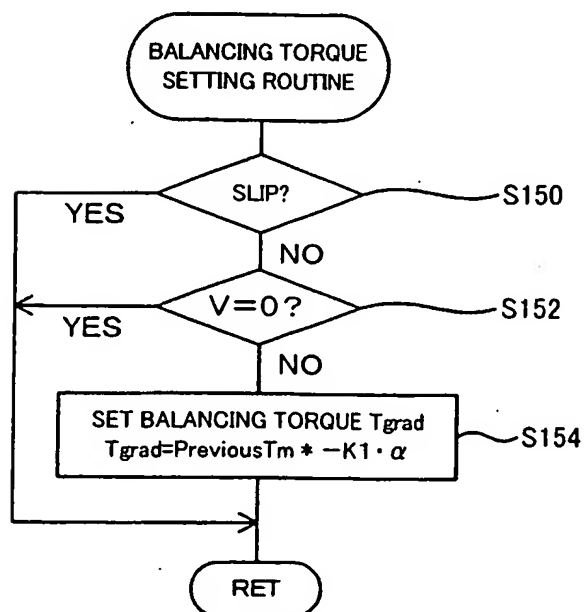 BALANCING TORQUE
SETTING ROUTINE
SLIP?
S150
YES
NO
V=0?
S152
YES
NO
SET BALANCING TORQUE Tgrad
Tgrad=PreviousTm * −K1・α
S154
RET